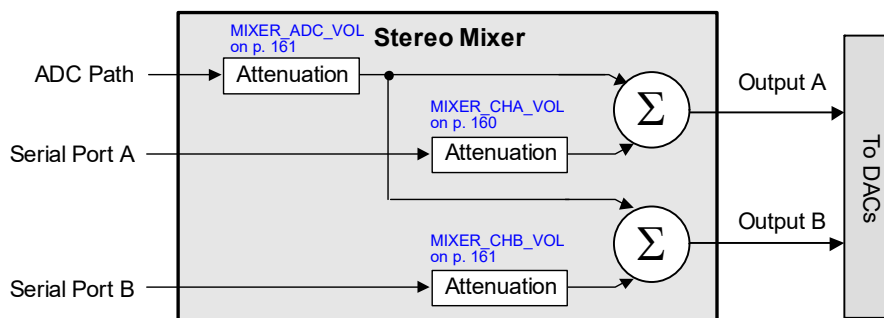 MIXER_ADC_VOL
on p. 161
Stereo Mixer
ADC Path
Attenuation
Output A
MIXER_CHA_VOL
on p. 160
Σ
Serial Port A
Attenuation
To DACs
MIXER_CHB_VOL
on p. 161
Σ
Output B
Serial Port B
Attenuation